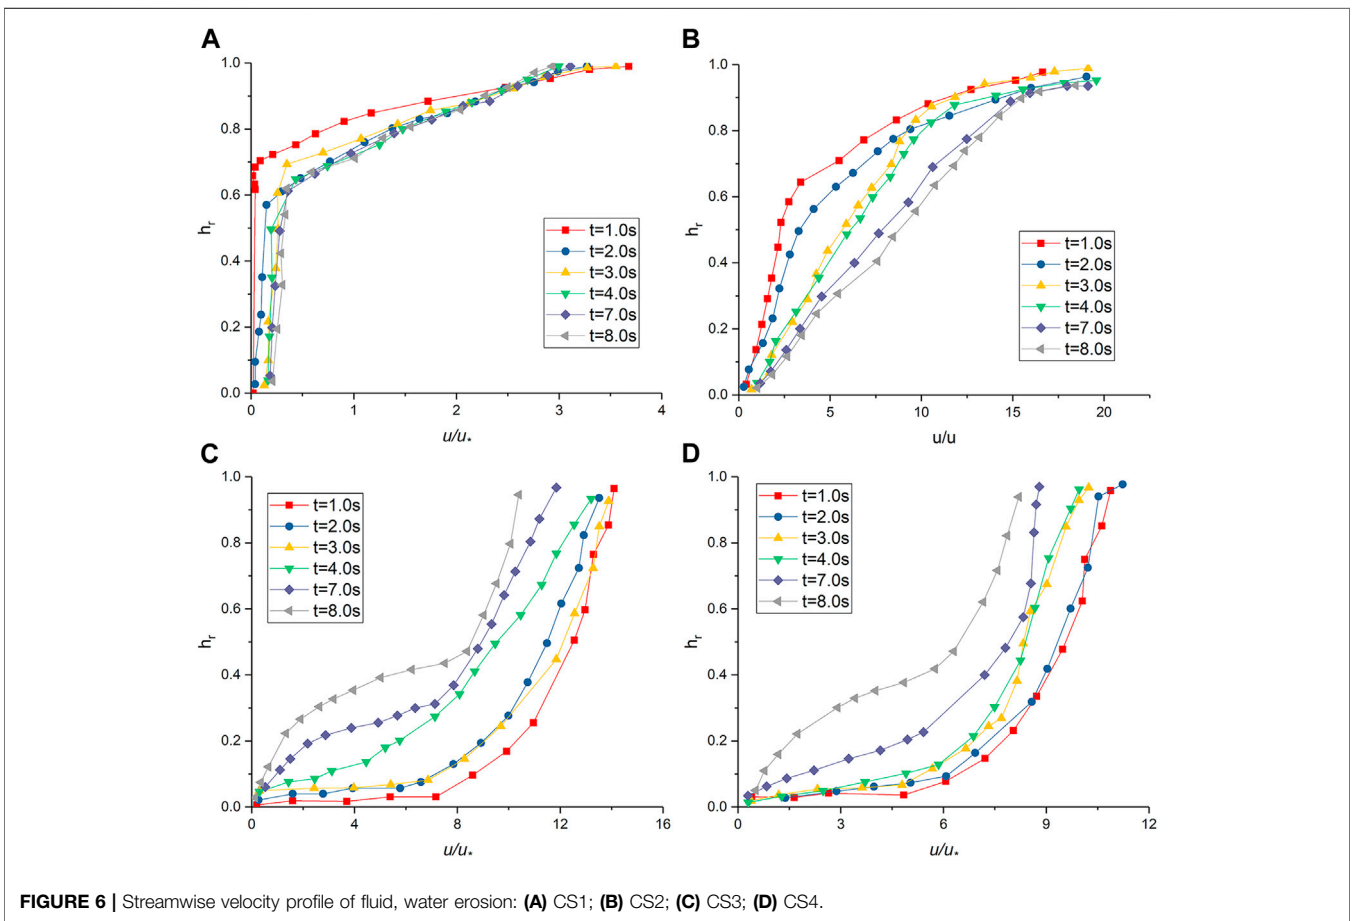 A
1.0
0.8
0.6
0.4
0.2
0.0
h_r
0
1
2
3
4
u/u*
t=1.0s
t=2.0s
t=3.0s
t=4.0s
t=7.0s
t=8.0s
B
1.0
0.8
0.6
0.4
0.2
0.0
h_r
0
5
10
15
20
u/u
t=1.0s
t=2.0s
t=3.0s
t=4.0s
t=7.0s
t=8.0s
C
1.0
0.8
0.6
0.4
0.2
0.0
h_r
0
4
8
12
16
u/u*
t=1.0s
t=2.0s
t=3.0s
t=4.0s
t=7.0s
t=8.0s
D
1.0
0.8
0.6
0.4
0.2
0.0
h_r
0
3
6
9
12
u/u*
t=1.0s
t=2.0s
t=3.0s
t=4.0s
t=7.0s
t=8.0s
FIGURE 6 | Streamwise velocity profile of fluid, water erosion: (A) CS1; (B) CS2; (C) CS3; (D) CS4.